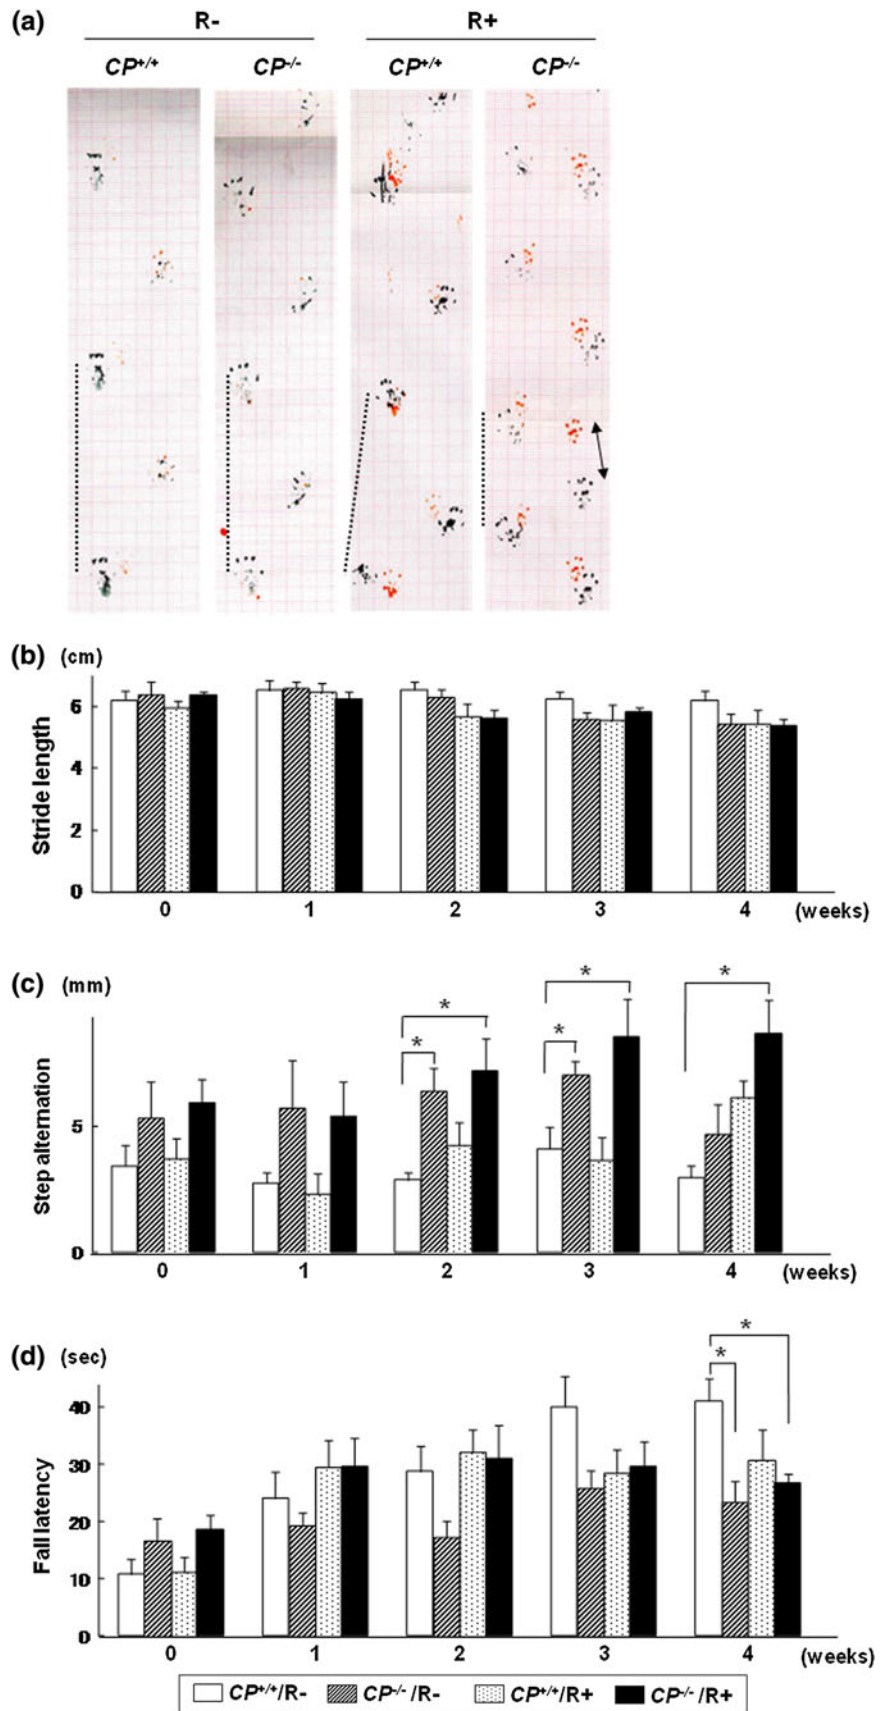 (a) R- R+
CP+/+ CP-/- CP+/+ CP-/-
(b) (cm)
Stride length
6
4
2
0
0 1 2 3 4 (weeks)
(c) (mm)
Step alternation
* * * * *
5
0
0 1 2 3 4 (weeks)
(d) (sec)
Fall latency
* *
40
30
20
10
0
0 1 2 3 4 (weeks)
CP+/+/R- CP-/-/R- CP+/+/R+ CP-/-/R+